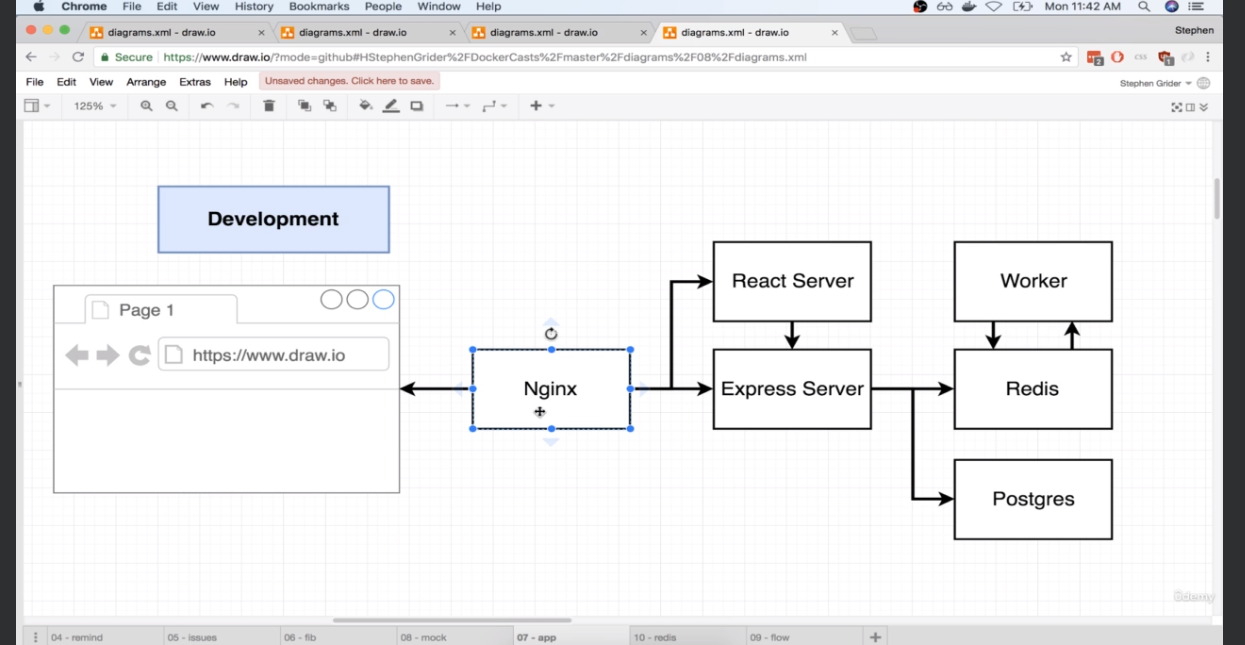 Chrome File Edit View History Bookmarks People Window Help Mon 11:42 AM
diagrams.xml - draw.io diagrams.xml - draw.io diagrams.xml - draw.io diagrams.xml - draw.io Stephen
Secure https://www.draw.io/?mode=github#HStephenGrider%2FDockerCasts%2Fmaster%2Fdiagrams%2F08%2Fdiagrams.xml
File Edit View Arrange Extras Help Unsaved changes. Click here to save. Stephen Grider
125%
Development
Page 1
https://www.draw.io
Nginx
React Server
Express Server
Worker
Redis
Postgres
04 - remind 05 - issues 06 - fib 08 - mock 07 - app 10 - redis 09 - flow